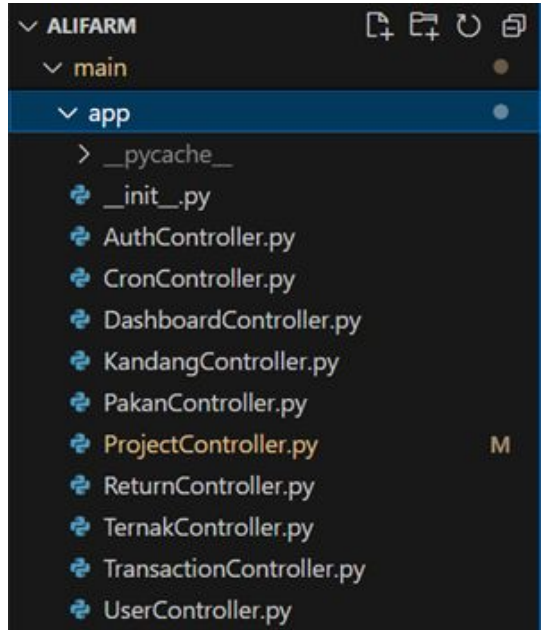 ALIFARM
main
app
__pycache__
__init__.py
AuthController.py
CronController.py
DashboardController.py
KandangController.py
PakanController.py
ProjectController.py M
ReturnController.py
TernakController.py
TransactionController.py
UserController.py